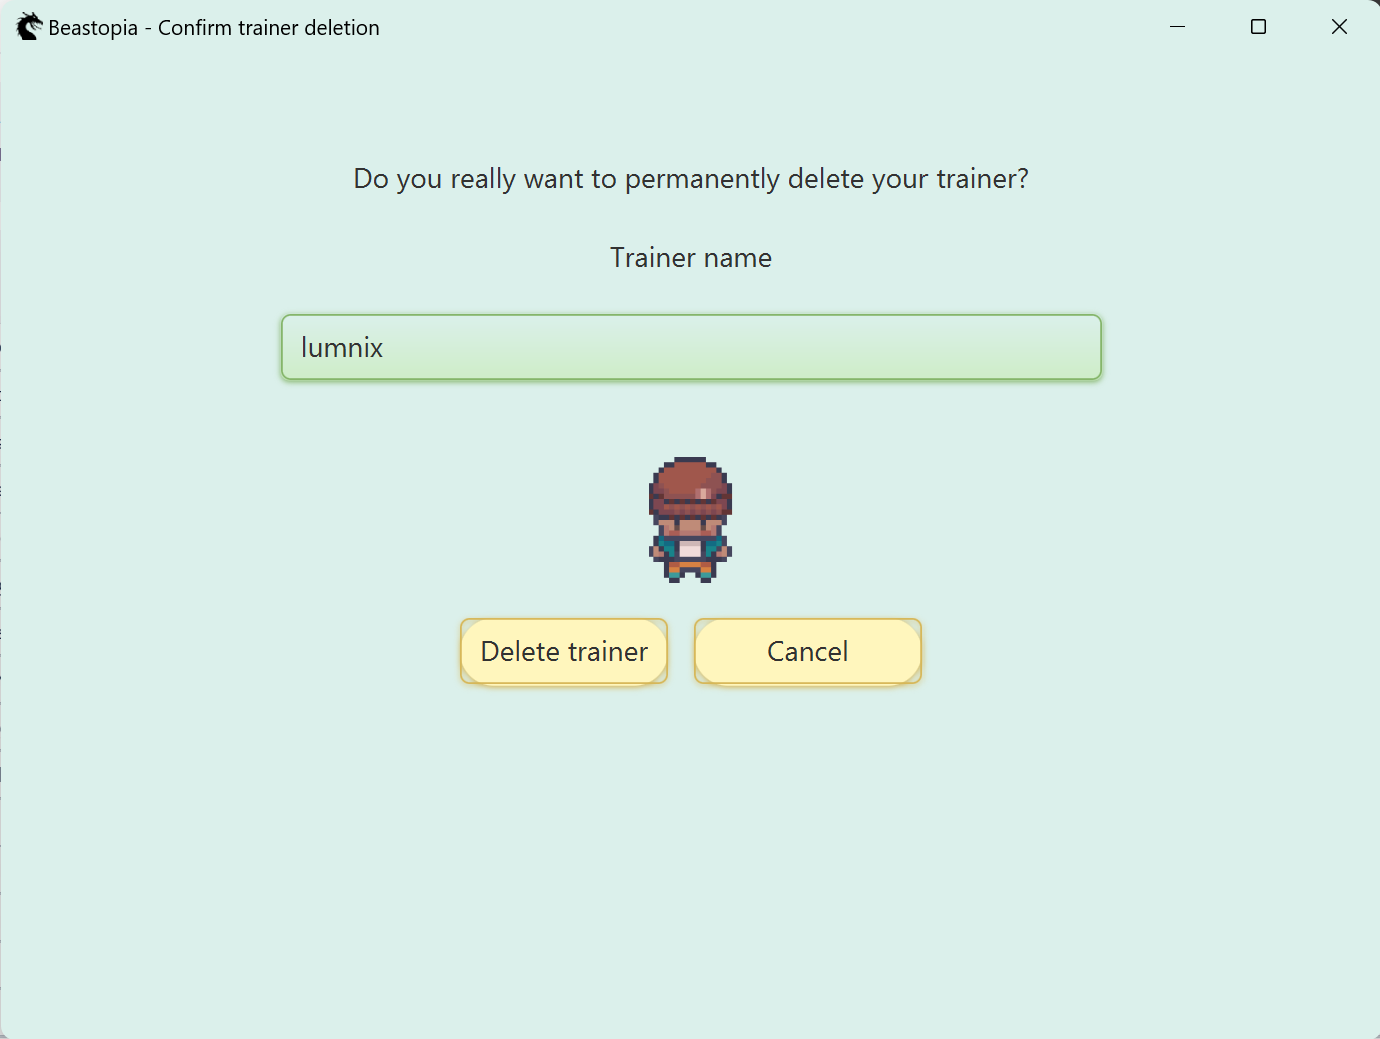 Beastopia - Confirm trainer deletion
Do you really want to permanently delete your trainer?
Trainer name
lumnix
Delete trainer
Cancel